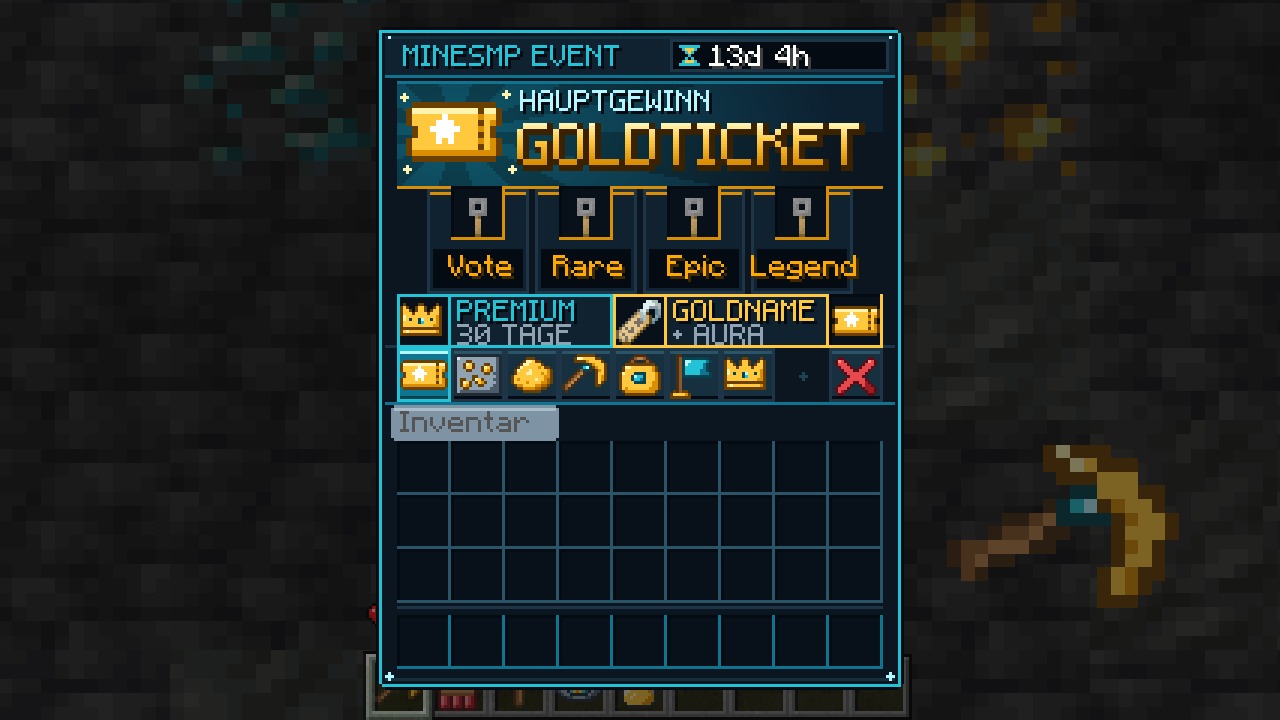 MINESMP EVENT
13d 4h
HAUPTGEWINN
GOLDTICKET
Vote
Rare
Epic
Legend
PREMIUM
30 TAGE
GOLDNAME
+ AURA
Inventar